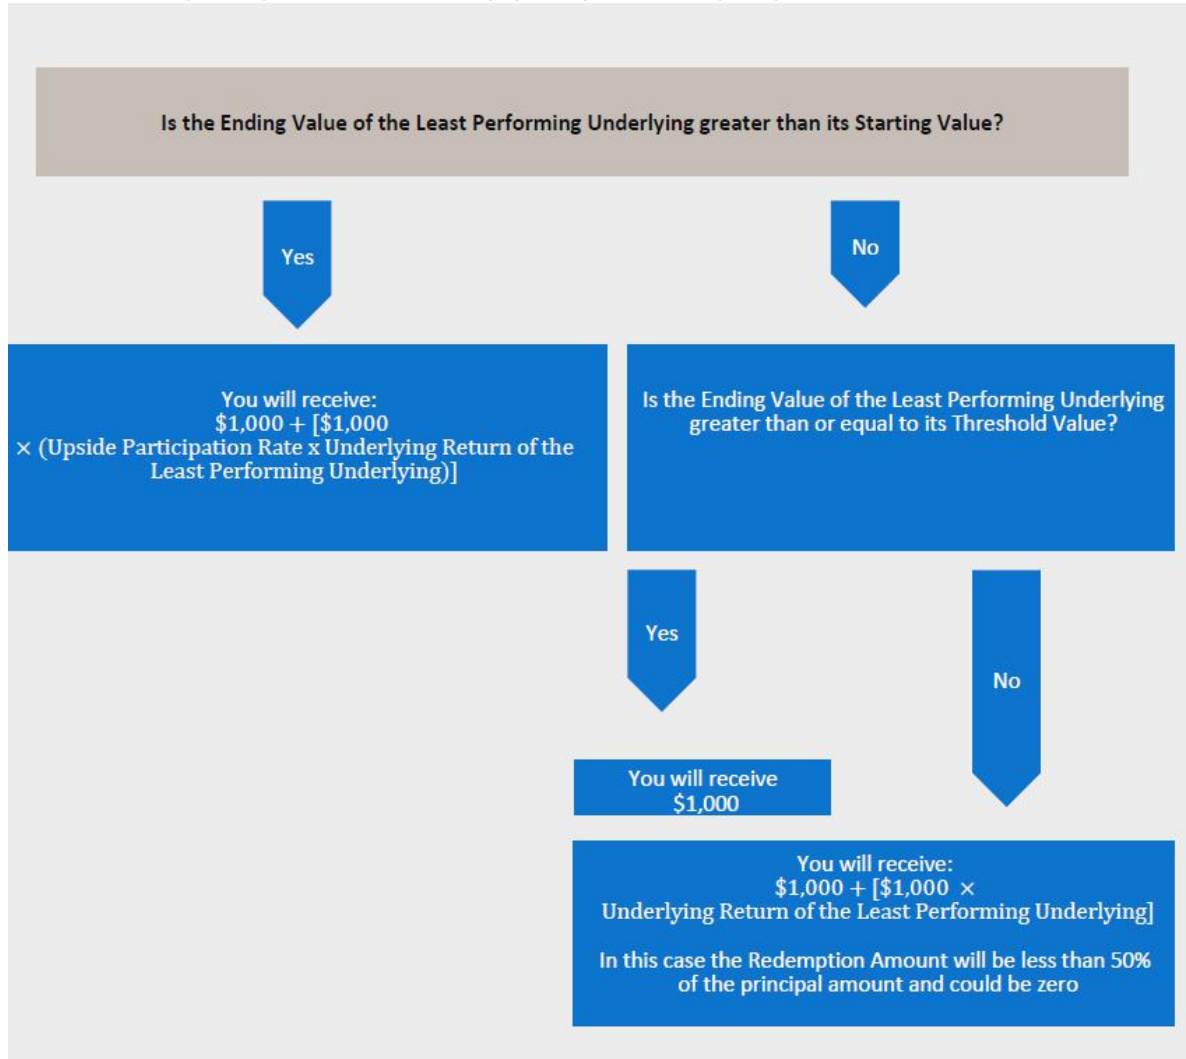 Is the Ending Value of the Least Performing Underlying greater than its Starting Value?
Yes
No
You will receive:
$1,000 + [$1,000
× (Upside Participation Rate x Underlying Return of the
Least Performing Underlying)]
Is the Ending Value of the Least Performing Underlying
greater than or equal to its Threshold Value?
Yes
No
You will receive
$1,000
You will receive:
$1,000 + [$1,000 ×
Underlying Return of the Least Performing Underlying]
In this case the Redemption Amount will be less than 50%
of the principal amount and could be zero